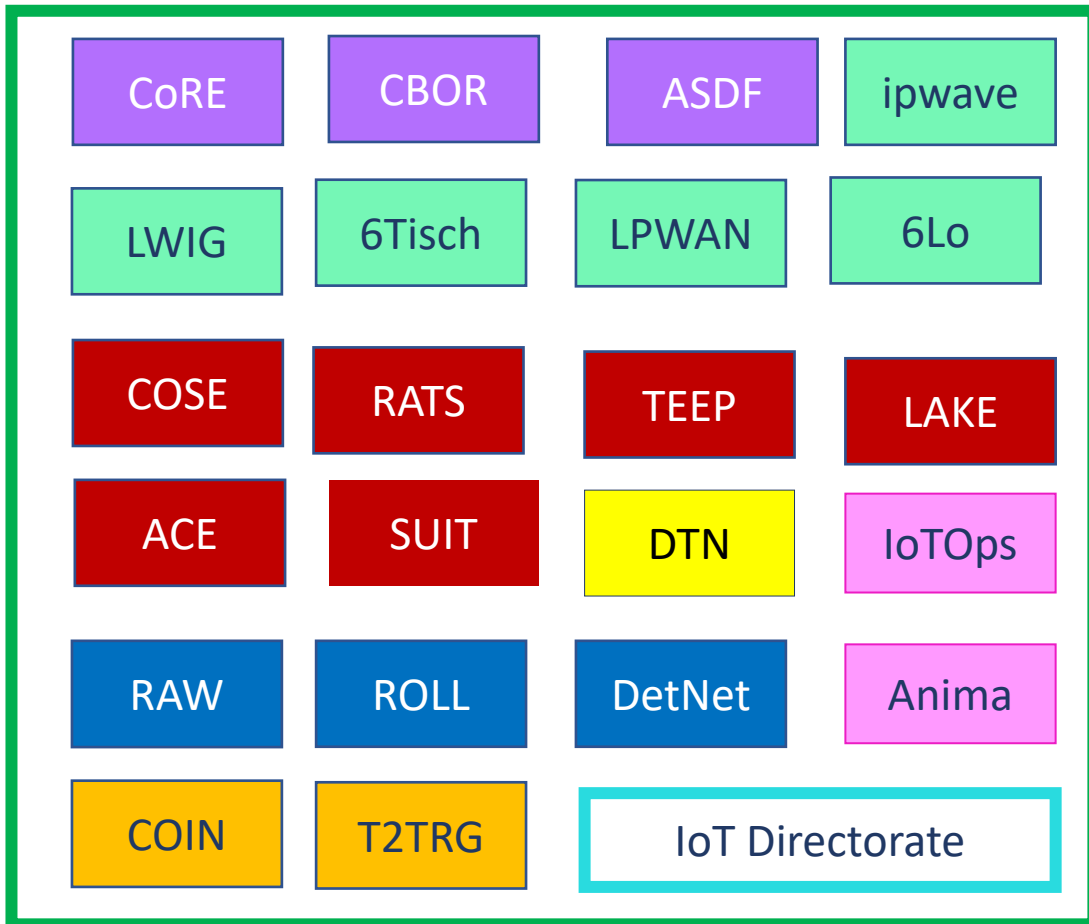 CoRE
CBOR
ASDF
ipwave
LWIG
6Tisch
LPWAN
6Lo
COSE
RATS
TEEP
LAKE
ACE
SUIT
DTN
IoTOps
RAW
ROLL
DetNet
Anima
COIN
T2TRG
IoT Directorate